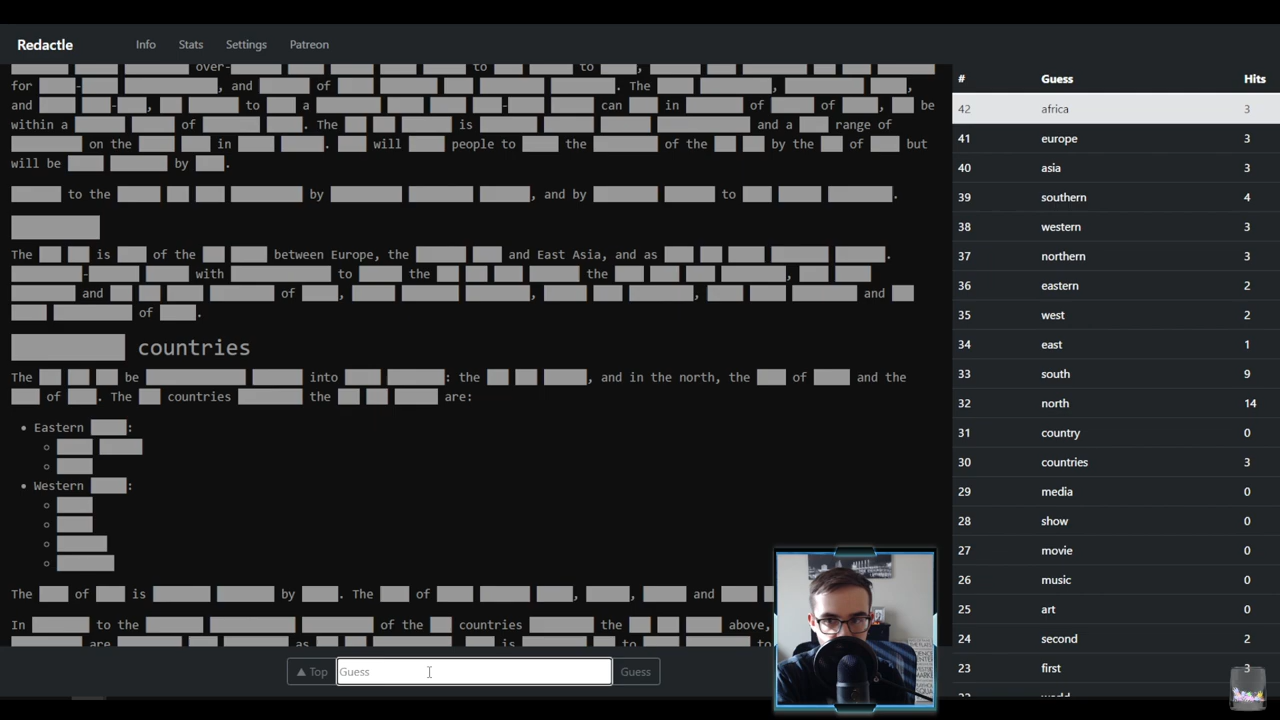 Redactle Info Stats Settings Patreon
over- to to
for - , and of . The , ,
and - , to a - can in of of , be
within a of . The is and a range of
on the in . will people to the of the by the of but
will be by .
to the by , and by to .
The is of the between Europe, the and East Asia, and as .
- with to the the ,
and of , , , and
of .
countries
The be into : the , and in the north, the of and the
of . The countries the are:
Eastern :
Western :
The of is by . The of , , and
In to the of the countries the above,
are as is to
▲ Top Guess Guess
# Guess Hits
42 africa 3
41 europe 3
40 asia 3
39 southern 4
38 western 3
37 northern 3
36 eastern 2
35 west 2
34 east 1
33 south 9
32 north 14
31 country 0
30 countries 3
29 media 0
28 show 0
27 movie 0
26 music 0
25 art 0
24 second 2
23 first 3